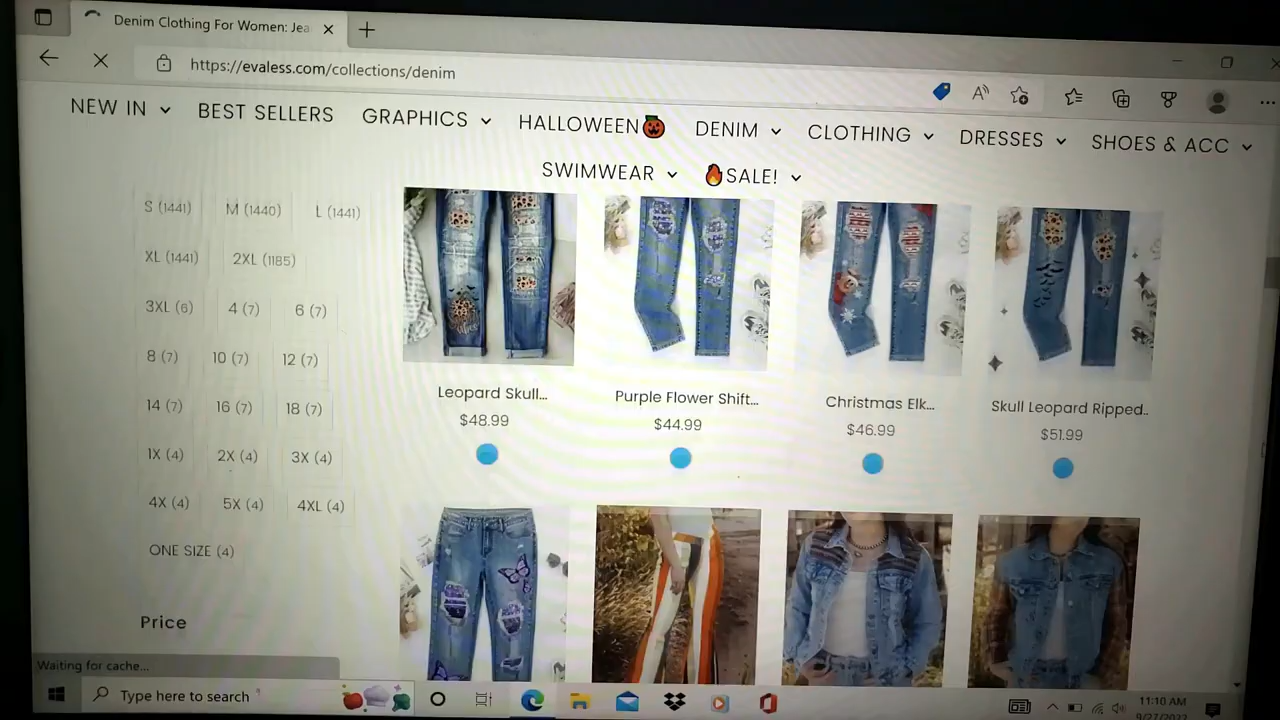 Denim Clothing For Women: Jea
https://evaless.com/collections/denim
NEW IN BEST SELLERS GRAPHICS HALLOWEEN DENIM CLOTHING DRESSES SHOES & ACC
SWIMWEAR SALE!
S (1441) M (1440) L (1441)
XL (1441) 2XL (1185)
3XL (6) 4 (7) 6 (7)
8 (7) 10 (7) 12 (7)
14 (7) 16 (7) 18 (7)
1X (4) 2X (4) 3X (4)
4X (4) 5X (4) 4XL (4)
ONE SIZE (4)
Price
Leopard Skull...
$48.99
Purple Flower Shift...
$44.99
Christmas Elk...
$46.99
Skull Leopard Ripped..
$51.99
Waiting for cache...
Type here to search
11:10 AM